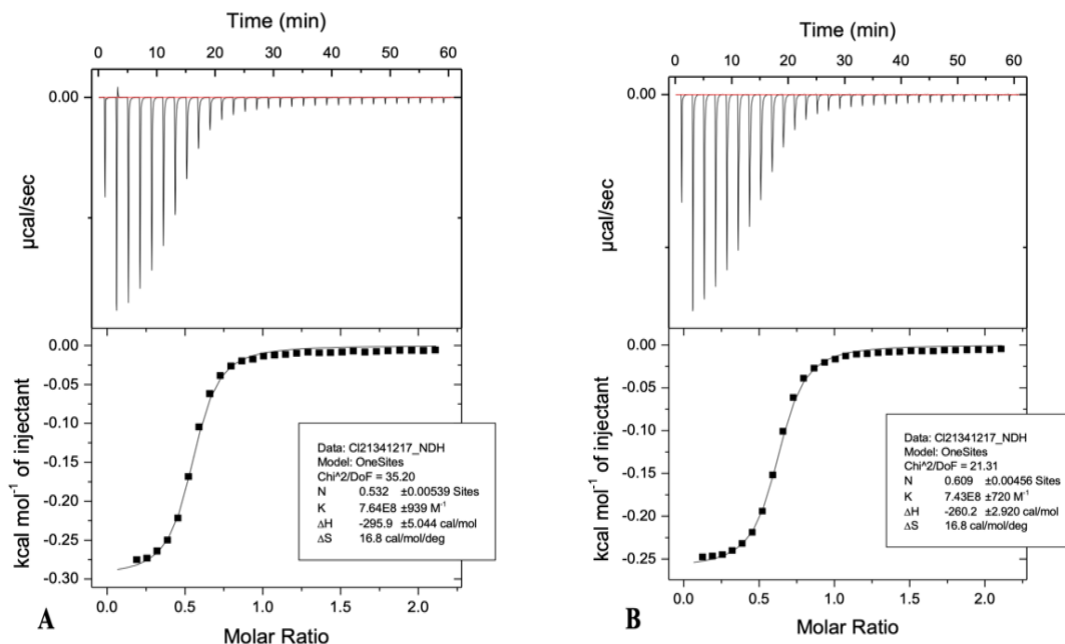 Time (min)
0 10 20 30 40 50 60
0.00
µcal/sec
0.00
-0.05
-0.10
-0.15
-0.20
-0.25
-0.30
kcal mol⁻¹ of injectant
Data: Cl21341217_NDH
Model: OneSites
Chi^2/DoF = 35.20
N 0.532 ±0.00539 Sites
K 7.64E8 ±939 M⁻¹
ΔH -295.9 ±5.044 cal/mol
ΔS 16.8 cal/mol/deg
0.0 0.5 1.0 1.5 2.0
Molar Ratio
A
Time (min)
0 10 20 30 40 50 60
0.00
µcal/sec
0.00
-0.05
-0.10
-0.15
-0.20
-0.25
kcal mol⁻¹ of injectant
Data: Cl21341217_NDH
Model: OneSites
Chi^2/DoF = 21.31
N 0.609 ±0.00456 Sites
K 7.43E8 ±720 M⁻¹
ΔH -260.2 ±2.920 cal/mol
ΔS 16.8 cal/mol/deg
0.0 0.5 1.0 1.5 2.0
Molar Ratio
B